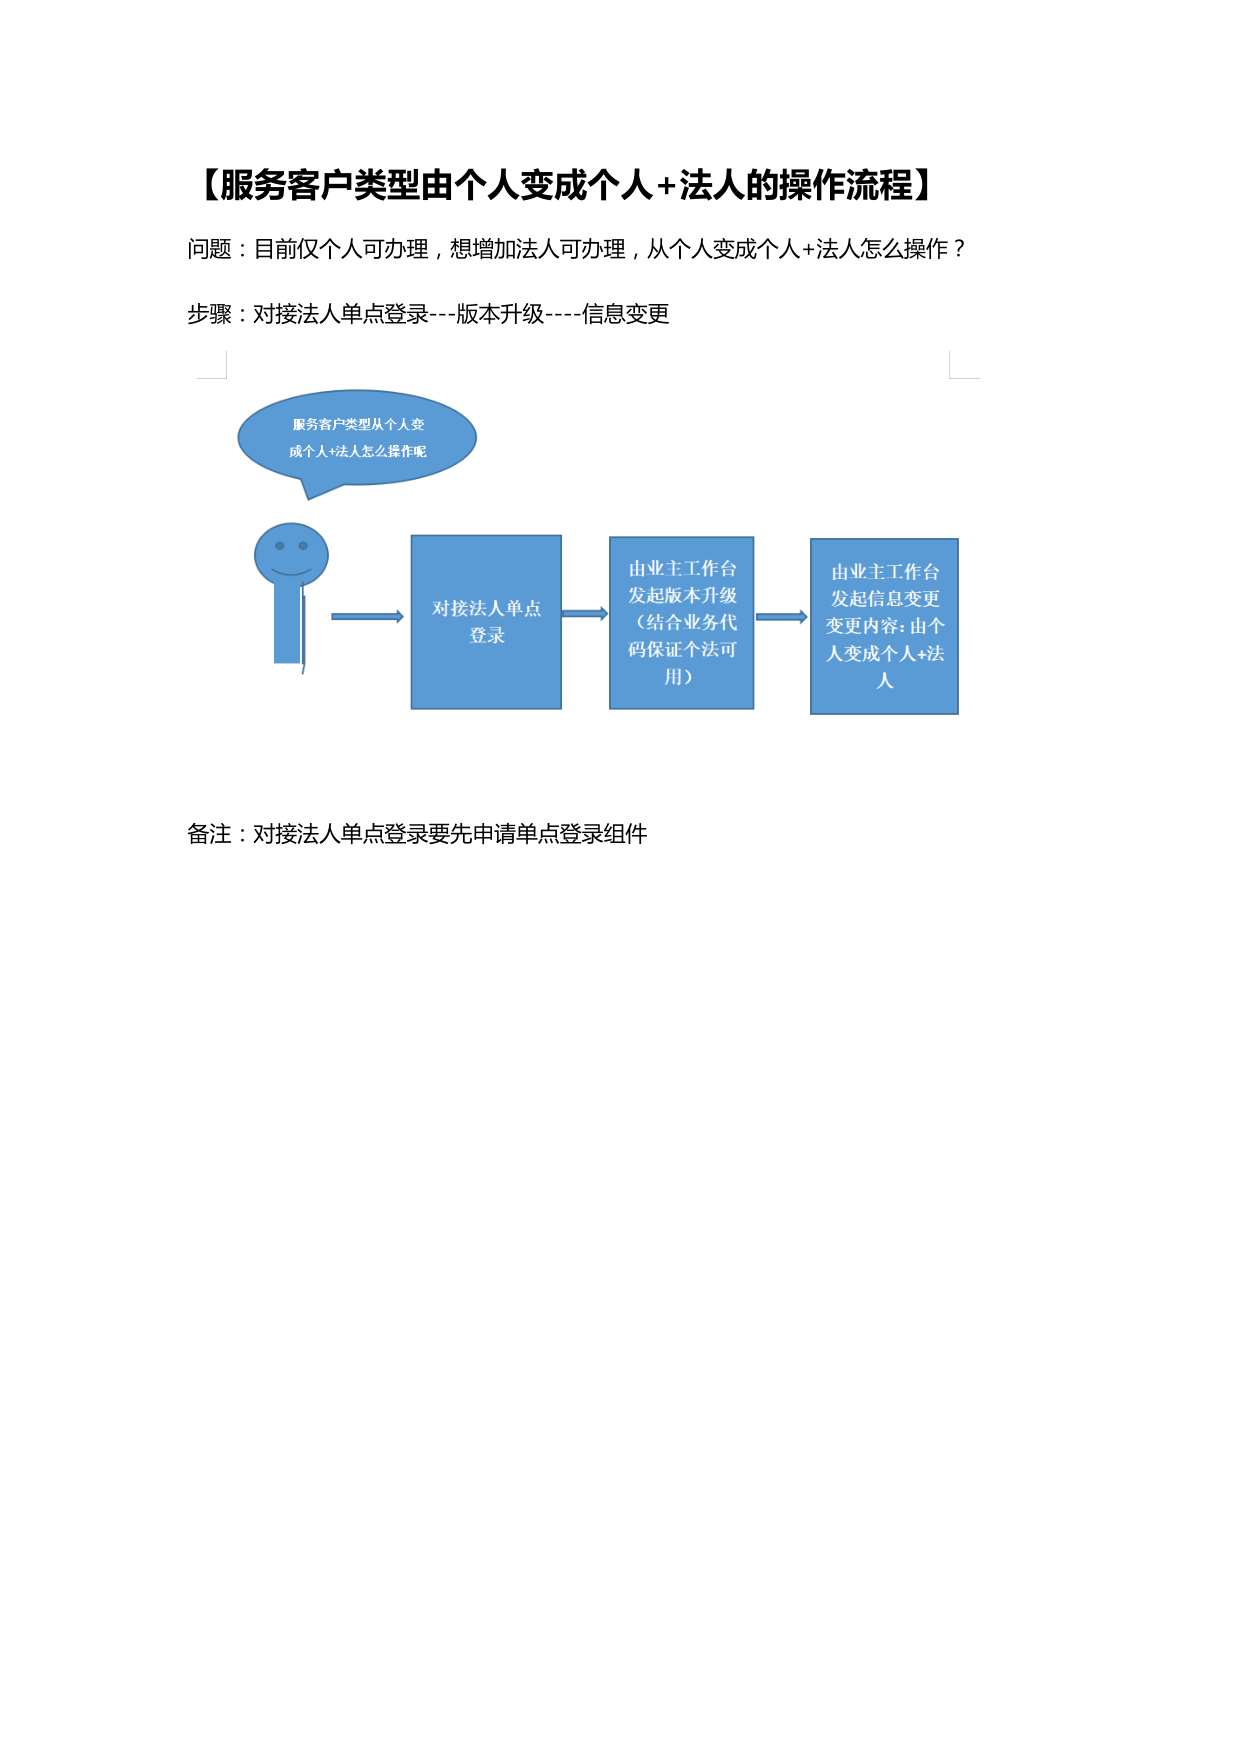 【服务客户类型由个人变成个人+法人的操作流程】
问题：目前仅个人可办理，想增加法人可办理，从个人变成个人+法人怎么操作？
步骤：对接法人单点登录---版本升级----信息变更
服务客户类型从个人变
成个人+法人怎么操作呢
对接法人单点
登录
由业主工作台
发起版本升级
（结合业务代
码保证个法可
用）
由业主工作台
发起信息变更
变更内容：由个
人变成个人+法
人
备注：对接法人单点登录要先申请单点登录组件